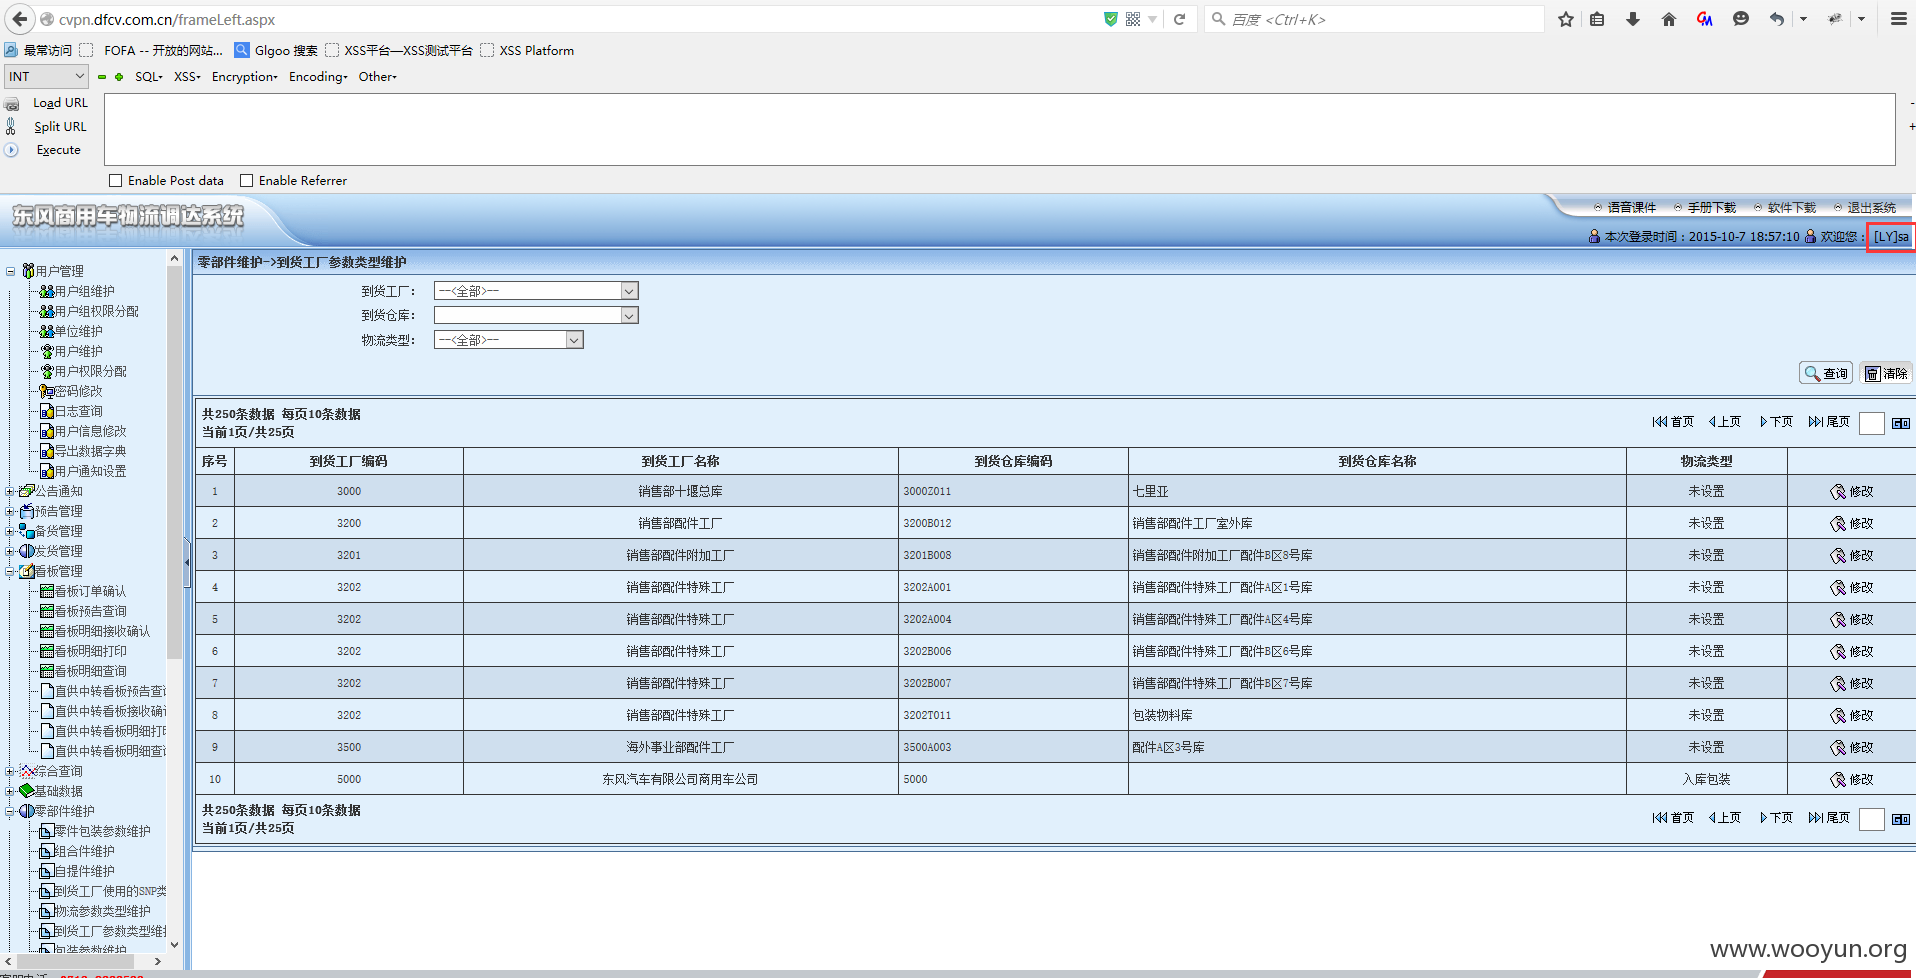 cvpn.dfcv.com.cn/frameLeft.aspx
百度 <Ctrl+K>
最常访问 FOFA -- 开放的网站... Glgoo 搜索 XSS平台—XSS测试平台 XSS Platform
INT SQL- XSS- Encryption- Encoding- Other-
Load URL
Split URL
Execute
- 
+
Enable Post data Enable Referrer
东风商用车物流调达系统
语音课件 手册下载 软件下载 退出系统
本次登录时间：2015-10-7 18:57:10 欢迎您： [LY]sa
用户管理
用户组维护
用户组权限分配
单位维护
用户维护
用户权限分配
密码修改
日志查询
用户信息修改
导出数据字典
用户通知设置
公告通知
预告管理
备货管理
发货管理
看板管理
看板订单确认
看板预告查询
看板明细接收确认
看板明细打印
看板明细查询
直供中转看板预告查询
直供中转看板接收确
直供中转看板明细打印
直供中转看板明细查询
综合查询
基础数据
零部件维护
零件包装参数维护
组合件维护
自提件维护
到货工厂使用的SNP类
物流参数类型维护
到货工厂参数类型维护
包装参数维护
零部件维护->到货工厂参数类型维护
到货工厂： --<全部>--
到货仓库：
物流类型： --<全部>--
查询 清除
共250条数据 每页10条数据
当前1页/共25页
首页 上页 下页 尾页 GO
序号 到货工厂编码 到货工厂名称 到货仓库编码 到货仓库名称 物流类型
1 3000 销售部十堰总库 3000Z011 七里亚 未设置 修改
2 3200 销售部配件工厂 3200B012 销售部配件工厂室外库 未设置 修改
3 3201 销售部配件附加工厂 3201B008 销售部配件附加工厂配件B区8号库 未设置 修改
4 3202 销售部配件特殊工厂 3202A001 销售部配件特殊工厂配件A区1号库 未设置 修改
5 3202 销售部配件特殊工厂 3202A004 销售部配件特殊工厂配件A区4号库 未设置 修改
6 3202 销售部配件特殊工厂 3202B006 销售部配件特殊工厂配件B区6号库 未设置 修改
7 3202 销售部配件特殊工厂 3202B007 销售部配件特殊工厂配件B区7号库 未设置 修改
8 3202 销售部配件特殊工厂 3202T011 包装物料库 未设置 修改
9 3500 海外事业部配件工厂 3500A003 配件A区3号库 未设置 修改
10 5000 东风汽车有限公司商用车公司 5000 入库包装 修改
共250条数据 每页10条数据
当前1页/共25页
首页 上页 下页 尾页 GO
www.wooyun.org